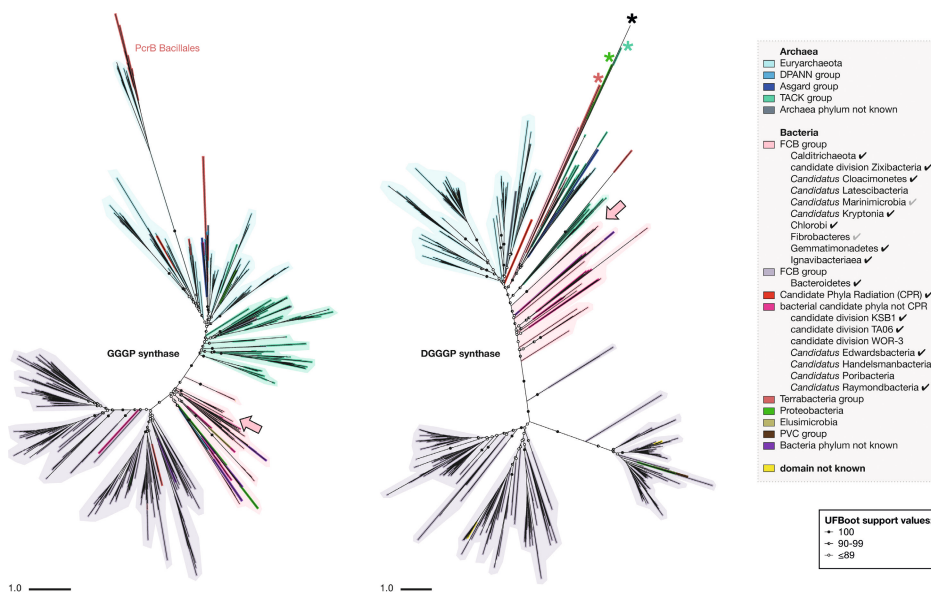 PcrB Bacillales
GGGP synthase
1.0
*
*
*
*
DGGGP synthase
1.0
Archaea
Euryarchaeota
DPANN group
Asgard group
TACK group
Archaea phylum not known
Bacteria
FCB group
Calditrichaeota ✔
candidate division Zixibacteria ✔
Candidatus Cloacimonetes ✔
Candidatus Latescibacteria
Candidatus Marinimicrobia ✔
Candidatus Kryptonia ✔
Chlorobi ✔
Fibrobacteres ✔
Gemmatimonadetes ✔
Ignavibacteriaea ✔
FCB group
Bacteroidetes ✔
Candidate Phyla Radiation (CPR) ✔
bacterial candidate phyla not CPR
candidate division KSB1 ✔
candidate division TA06 ✔
candidate division WOR-3
Candidatus Edwardsbacteria ✔
Candidatus Handelsmanbacteria
Candidatus Poribacteria
Candidatus Raymondbacteria ✔
Terrabacteria group
Proteobacteria
Elusimicrobia
PVC group
Bacteria phylum not known
domain not known
UFBoot support values:
100
90-99
≤89